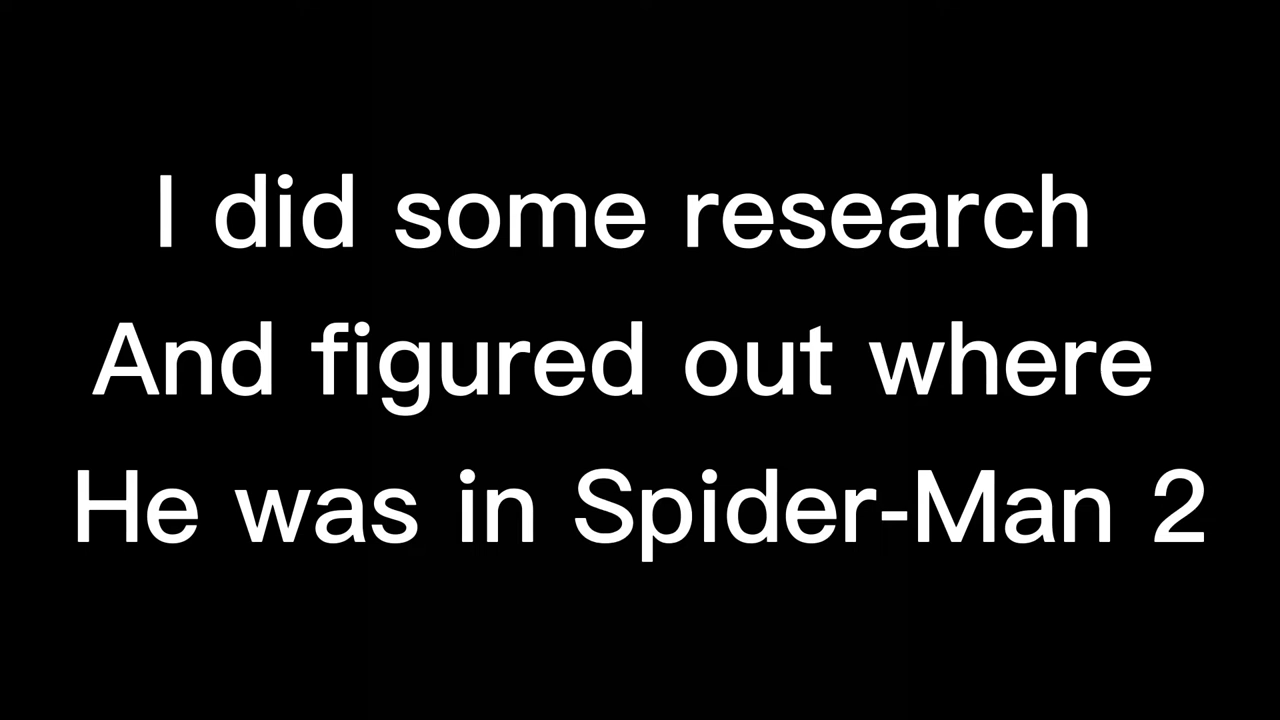 I did some research
And figured out where
He was in Spider-Man 2